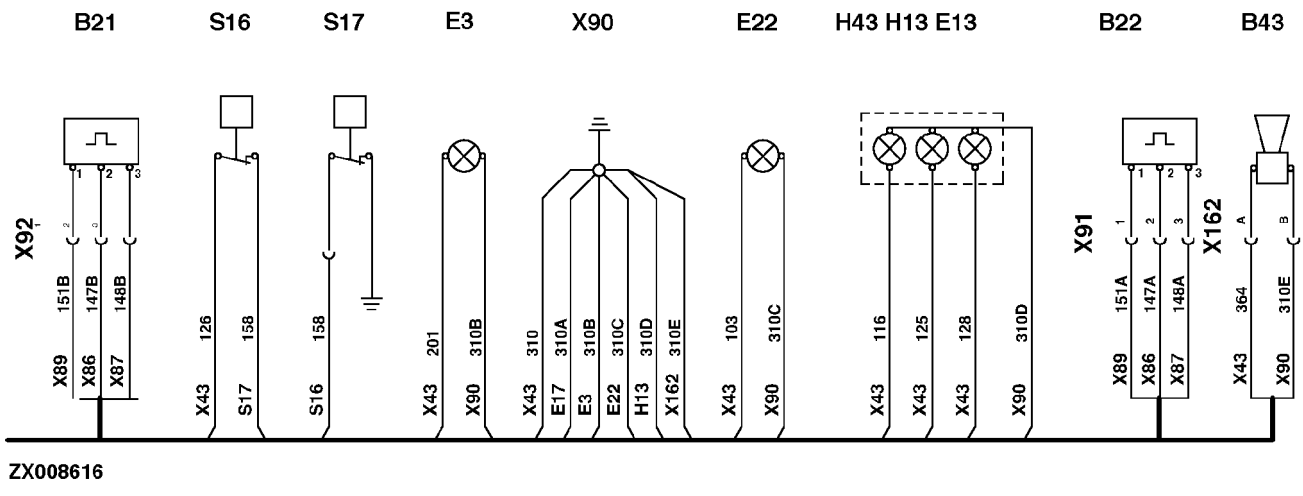 B21 S16 S17 E3 X90 E22 H43 H13 E13 B22 B43
1 2 3
1 2 3
X92
1 2 3
X91
1 2 3
X162
A B
151B 147B 148B
126 158
158
201 310B
310 310A 310B 310C 310D 310E
103 310C
116 125 128 310D
151A 147A 148A
364 310E
X89 X86 X87
X43 S17
S16
X43 X90
X43 E17 E3 E22 H13 X162
X43 X90
X43 X43 X43 X90
X89 X86 X87
X43 X90
ZX008616